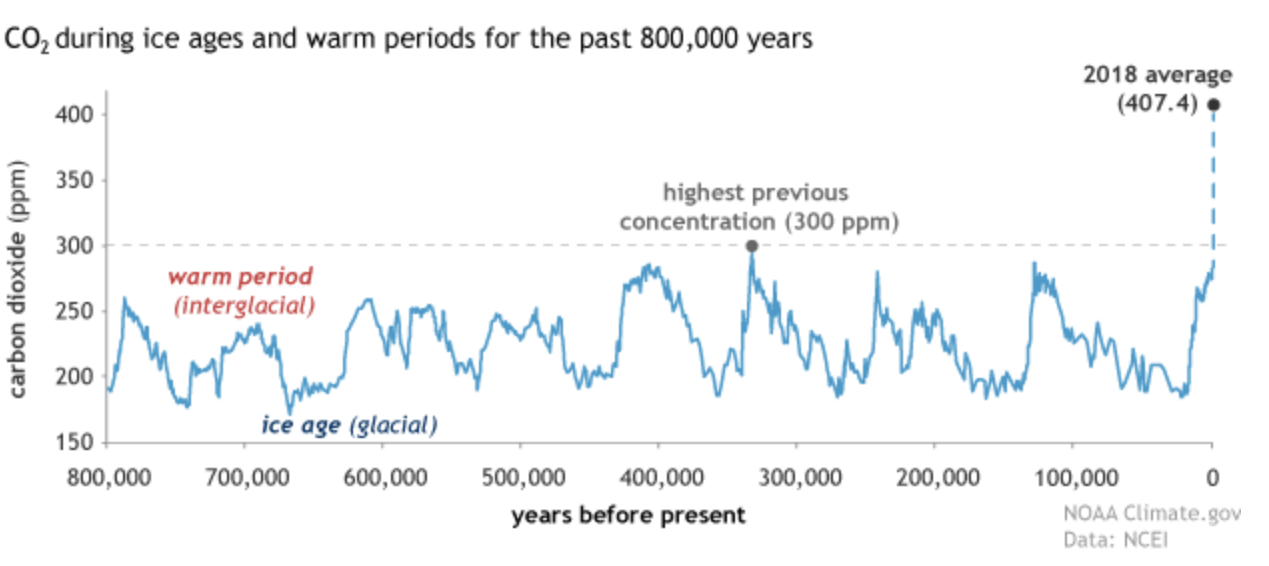 CO₂ during ice ages and warm periods for the past 800,000 years
2018 average
(407.4)
400
350
300
250
200
150
carbon dioxide (ppm)
highest previous
concentration (300 ppm)
warm period
(interglacial)
ice age (glacial)
800,000 700,000 600,000 500,000 400,000 300,000 200,000 100,000 0
years before present
NOAA Climate.gov
Data: NCEI